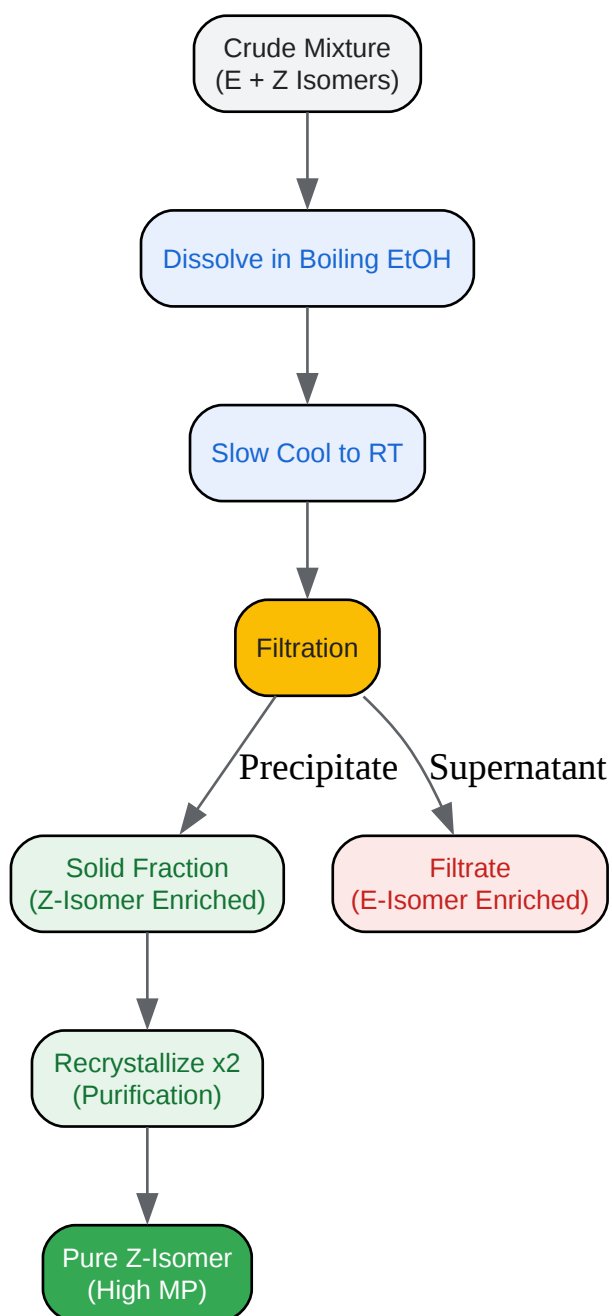 Crude Mixture
(E + Z Isomers)
Dissolve in Boiling EtOH
Slow Cool to RT
Filtration
Precipitate
Supernatant
Solid Fraction
(Z-Isomer Enriched)
Filtrate
(E-Isomer Enriched)
Recrystallize x2
(Purification)
Pure Z-Isomer
(High MP)